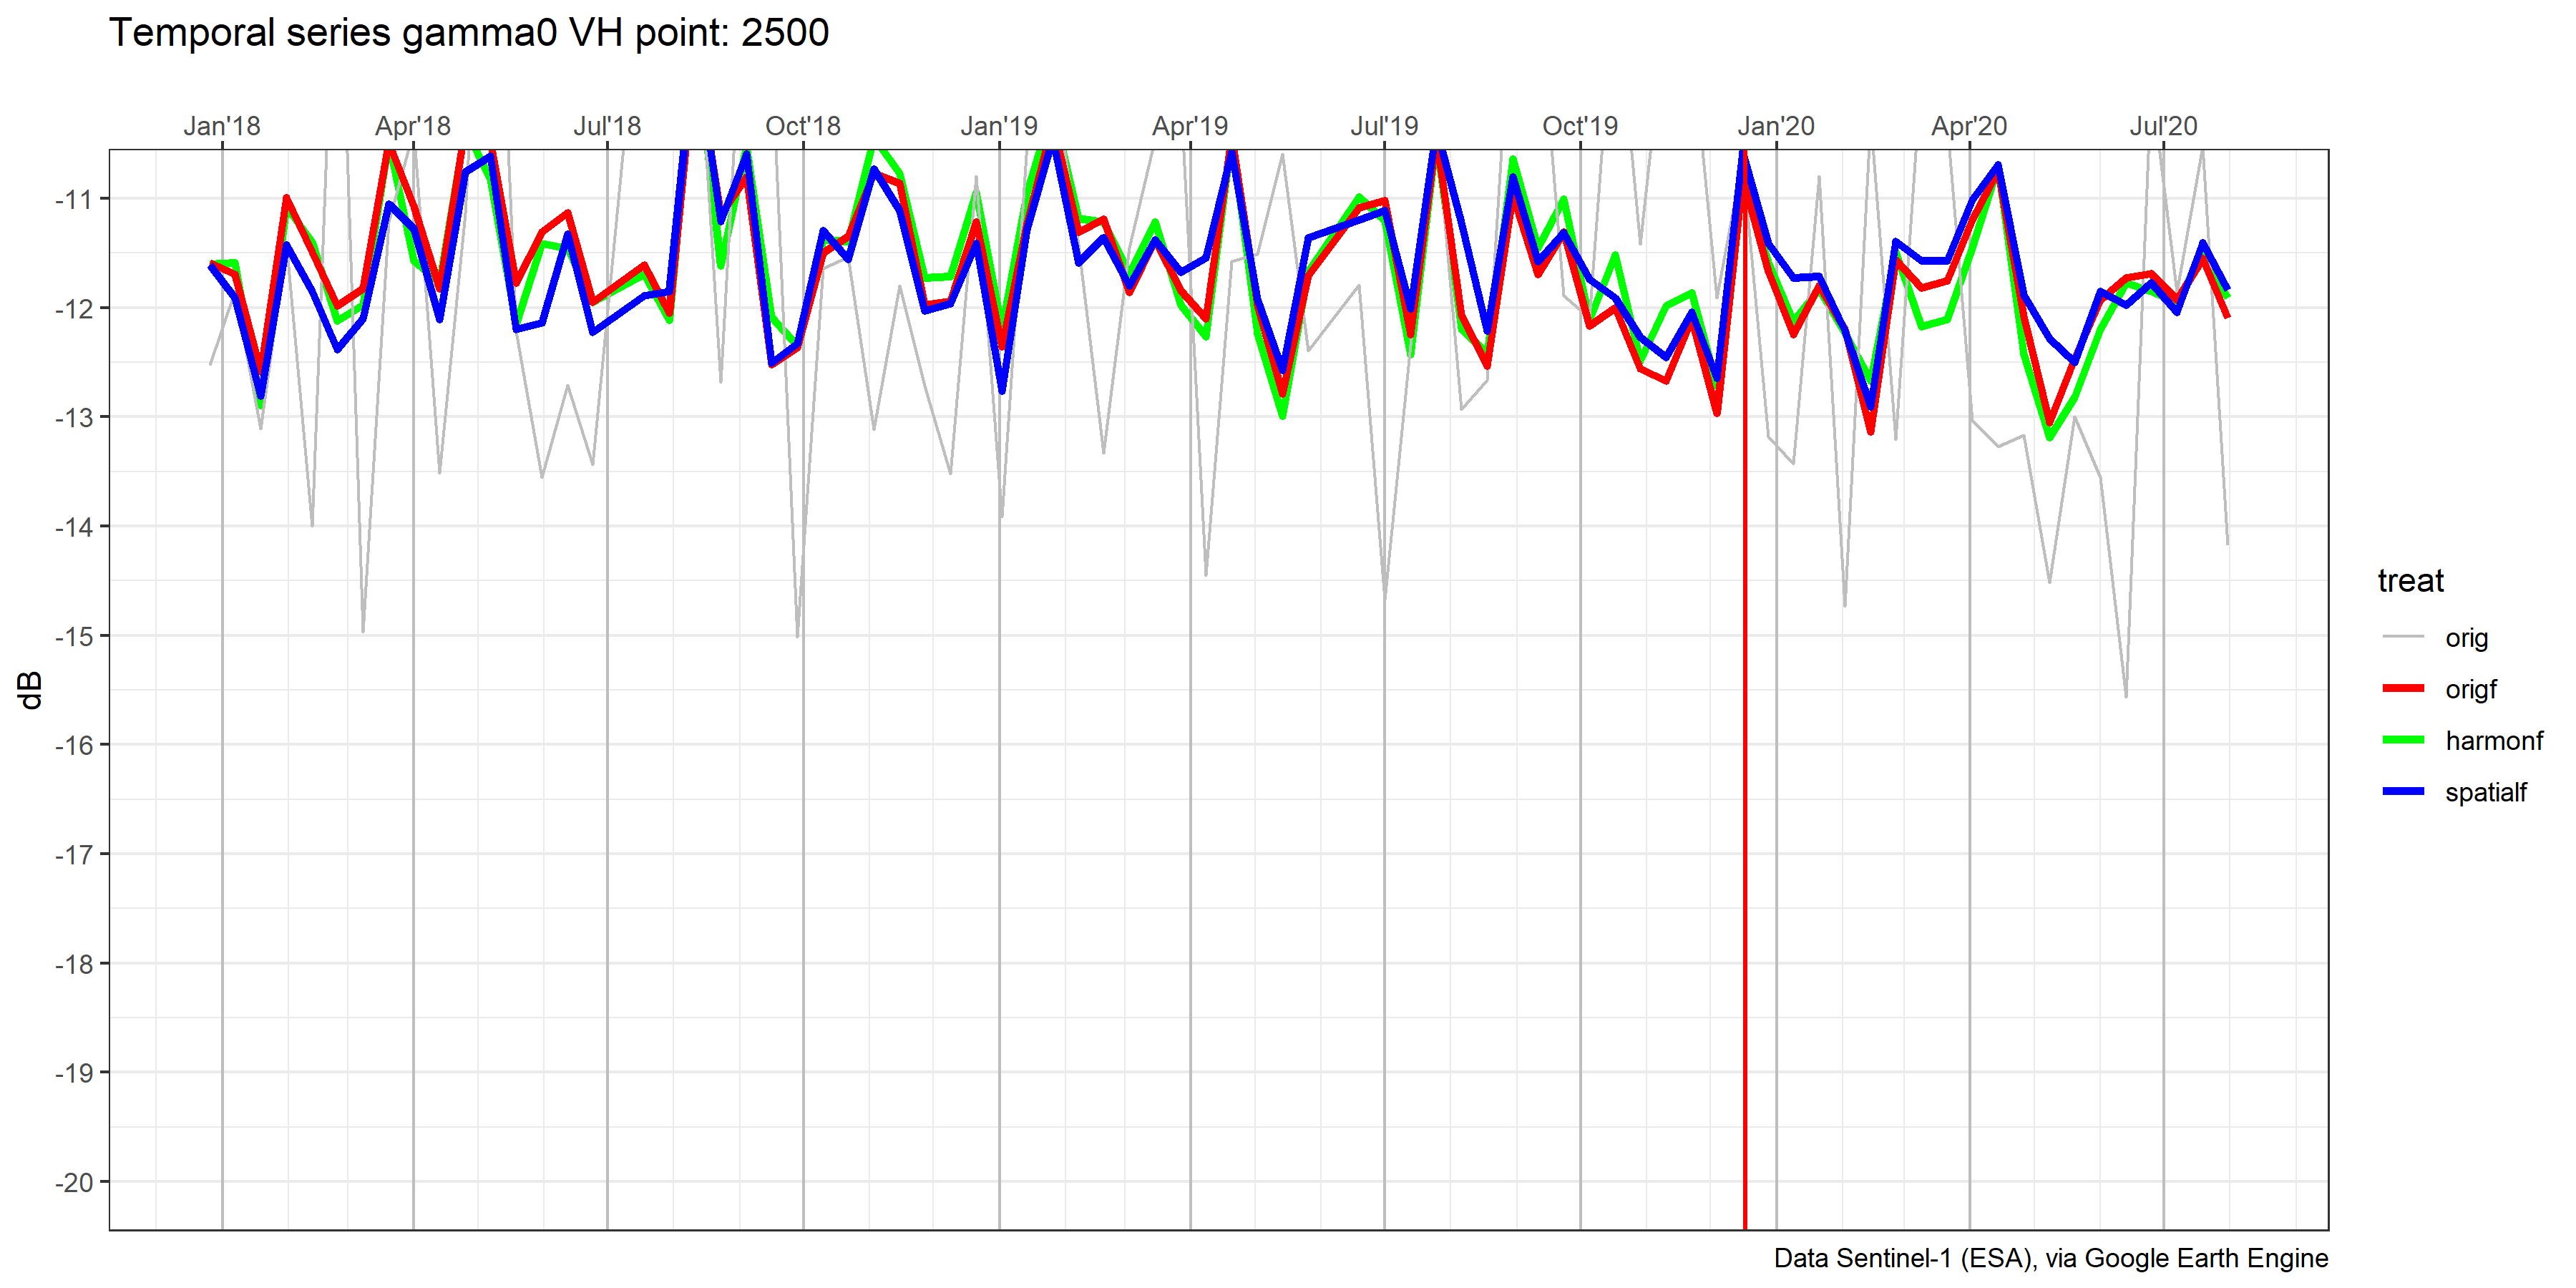 Temporal series gamma0 VH point: 2500
Jan'18 Apr'18 Jul'18 Oct'18 Jan'19 Apr'19 Jul'19 Oct'19 Jan'20 Apr'20 Jul'20
-11
-12
-13
-14
-15
-16
-17
-18
-19
-20
dB
treat
orig
origf
harmonf
spatialf
Data Sentinel-1 (ESA), via Google Earth Engine